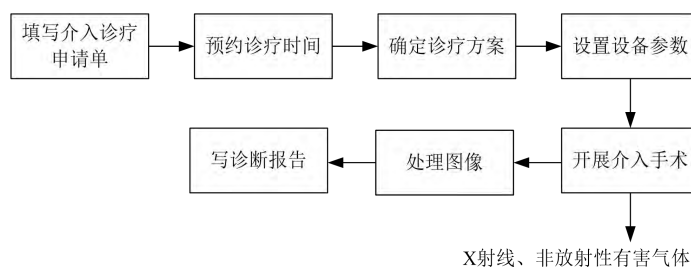 填写介入诊疗
申请单
预约诊疗时间
确定诊疗方案
设置设备参数
写诊断报告
处理图像
开展介入手术
X射线、非放射性有害气体